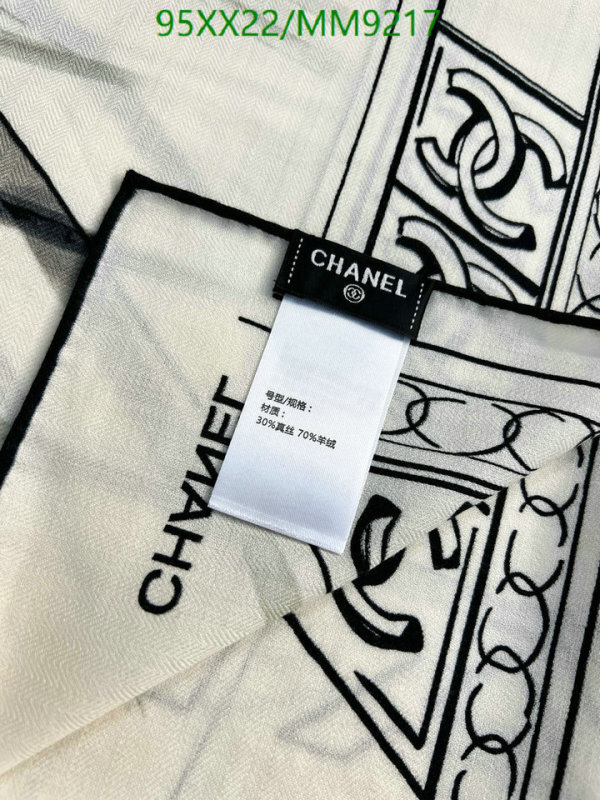 95XX22/MM9217
CHANEL
号型/规格：
材质：
30%真丝 70%羊绒
CHANEL